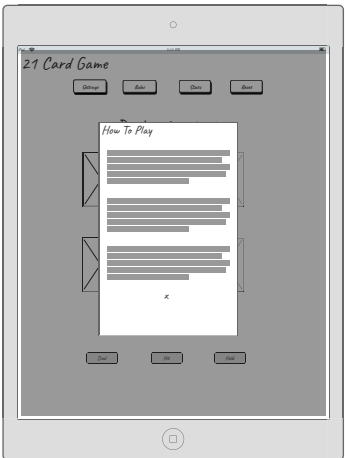 21 Card Game
Settings Rules Stats Reset
How To Play
x
Deal Hit Hold